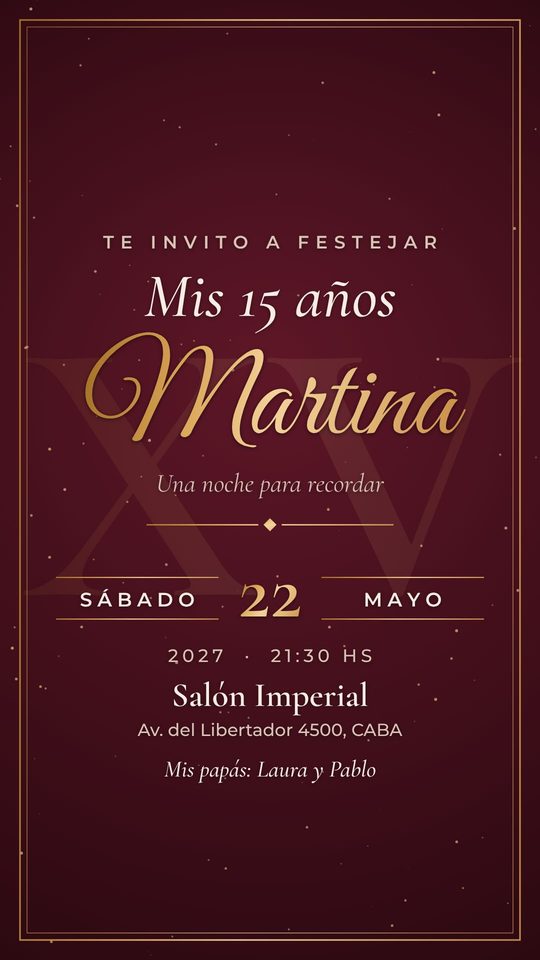 TE INVITO A FESTEJAR
Mis 15 años
XV
Martina
Una noche para recordar
SÁBADO 22 MAYO
2027 · 21:30 HS
Salón Imperial
Av. del Libertador 4500, CABA
Mis papás: Laura y Pablo